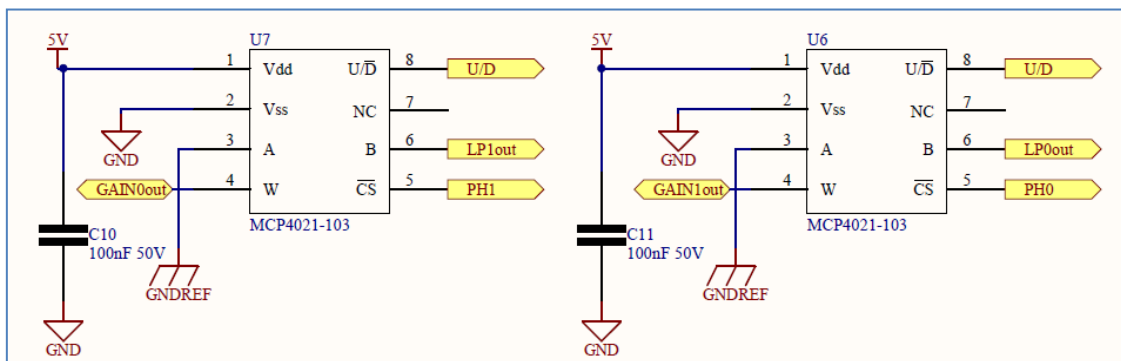 5V
U7
1 Vdd U/D 8 U/D
2 Vss NC 7
GND
3 A B 6 LP1out
GAIN0out 4 W CS 5 PH1
MCP4021-103
C10
100nF 50V
GNDREF
GND
5V
U6
1 Vdd U/D 8 U/D
2 Vss NC 7
GND
3 A B 6 LP0out
GAIN1out 4 W CS 5 PH0
MCP4021-103
C11
100nF 50V
GNDREF
GND